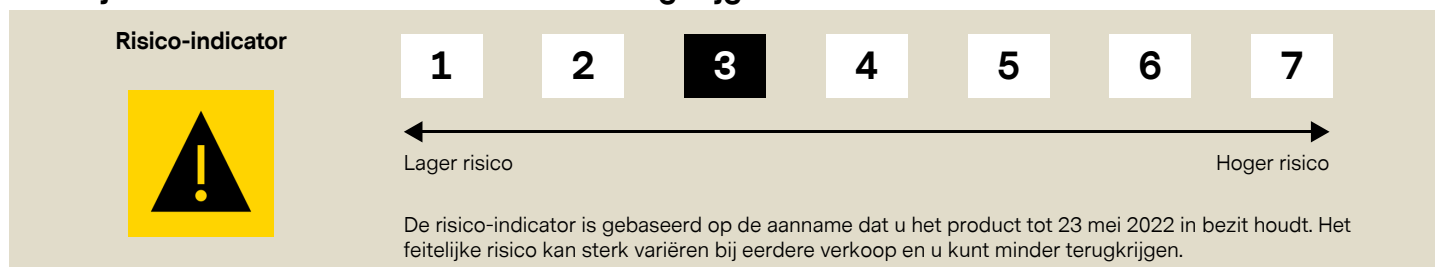 Risico-indicator
1 2 3 4 5 6 7
Lager risico Hoger risico
De risico-indicator is gebaseerd op de aanname dat u het product tot 23 mei 2022 in bezit houdt. Het
feitelijke risico kan sterk variëren bij eerdere verkoop en u kunt minder terugkrijgen.